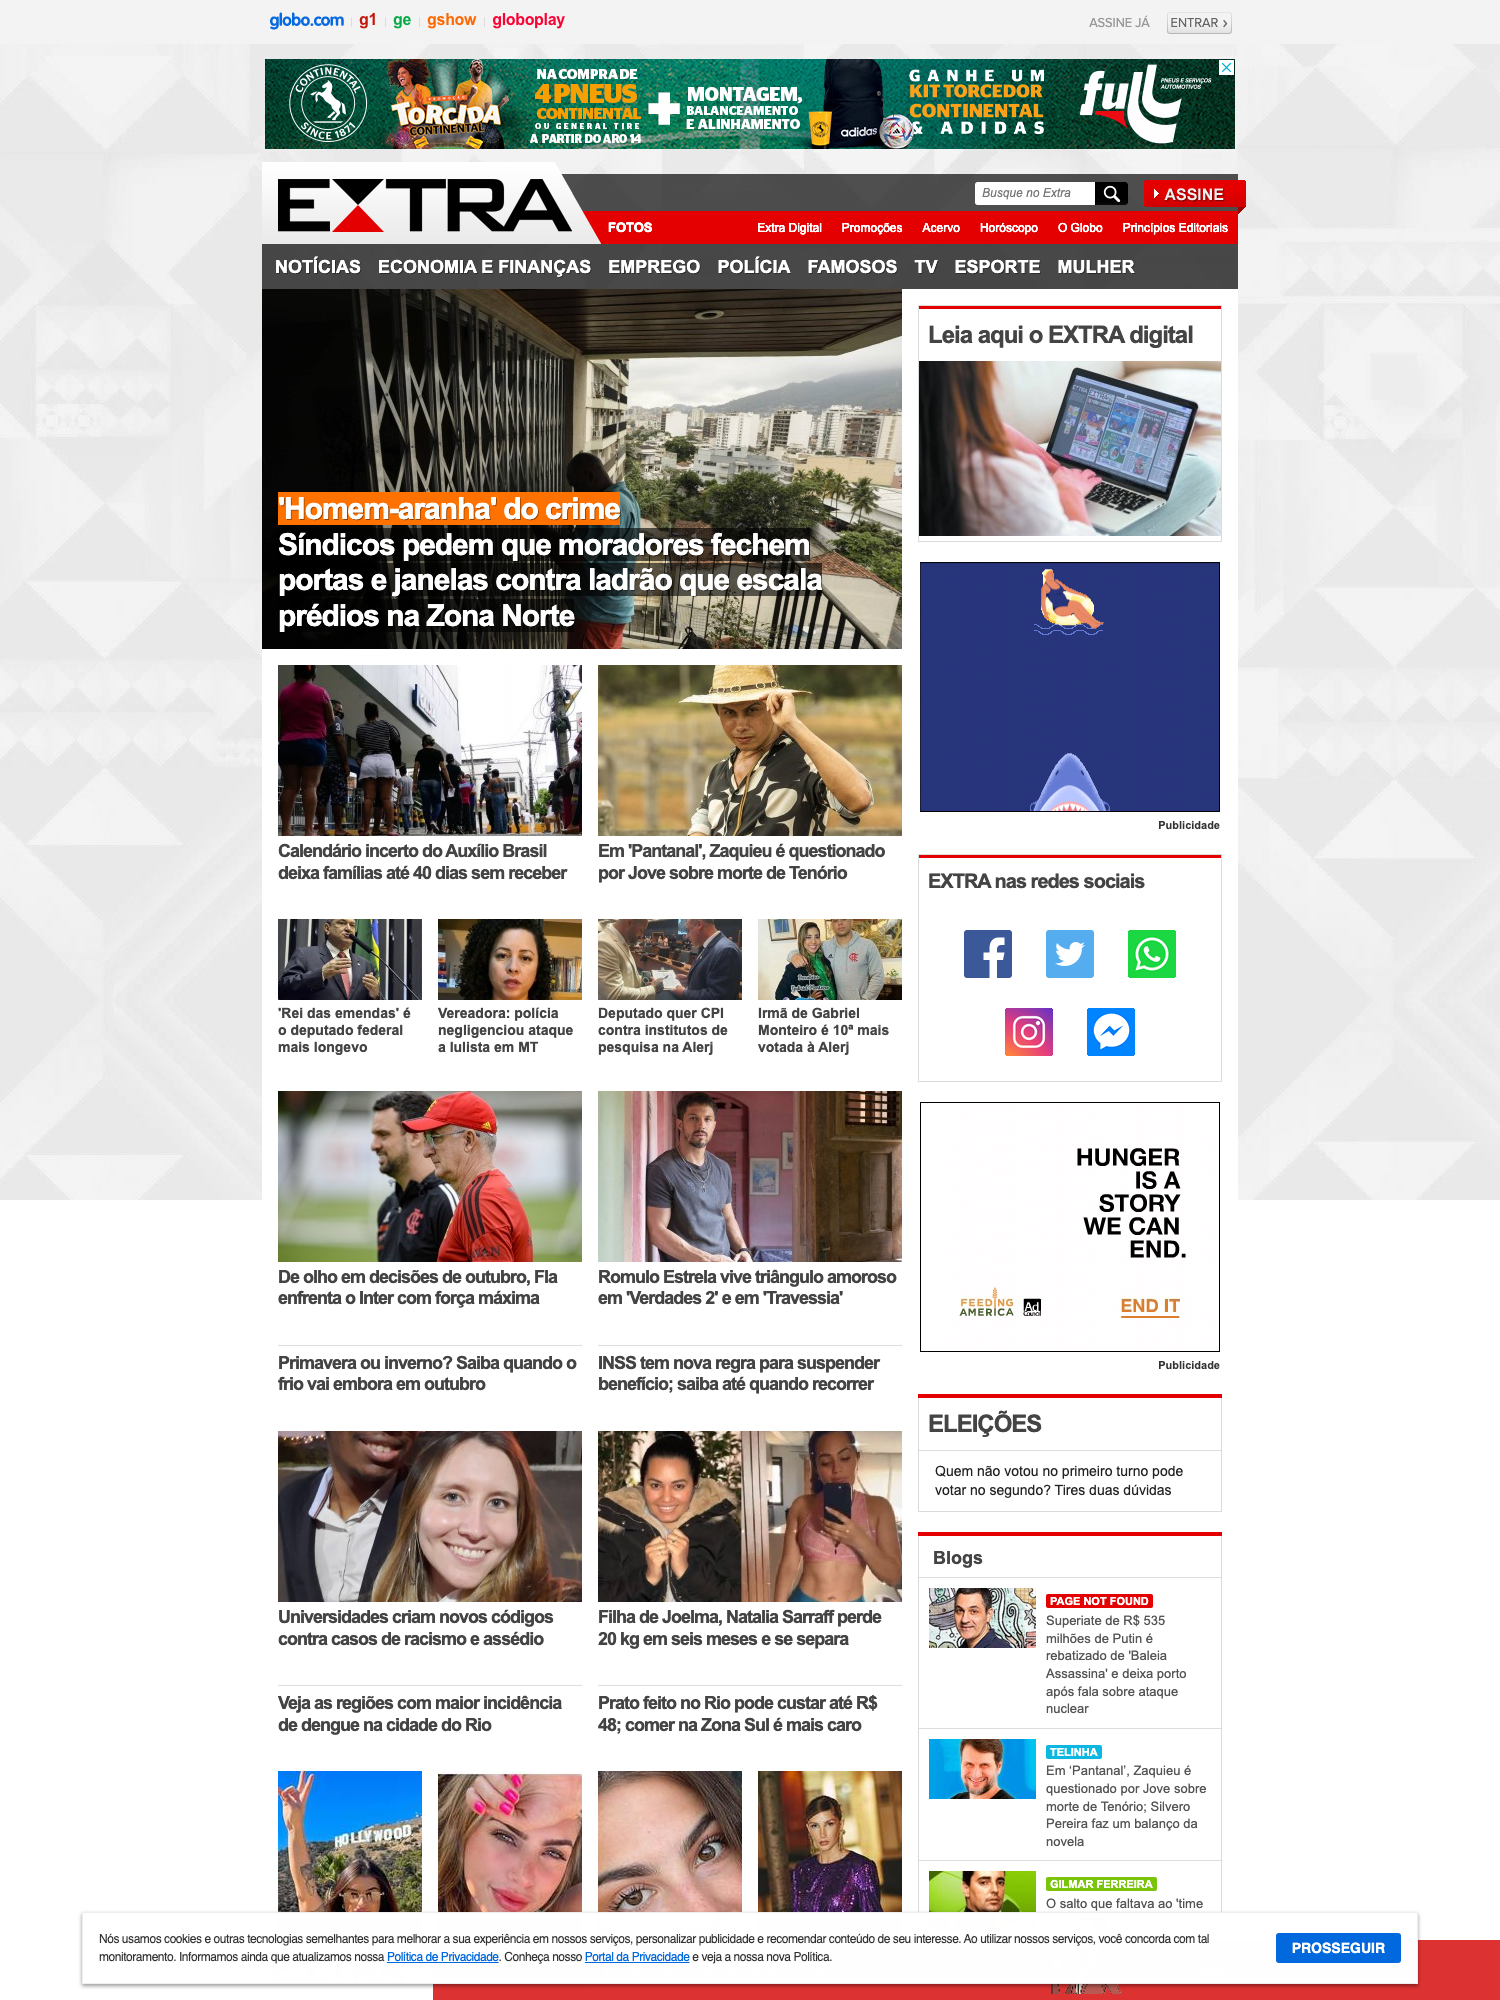 globo.com g1 ge gshow globoplay
ASSINE JÁ ENTRAR ›
CONTINENTAL
SINCE 1871
TORCIDA
CONTINENTAL
NA COMPRA DE
4 PNEUS
CONTINENTAL
OU GENERAL TIRE
A PARTIR DO ARO 14
+
MONTAGEM,
BALANCEAMENTO
E ALINHAMENTO
adidas
GANHE UM
KIT TORCEDOR
CONTINENTAL
& ADIDAS
full
PNEUS E SERVIÇOS
AUTOMOTIVOS
EXTRA
Busque no Extra
ASSINE
FOTOS
Extra Digital Promoções Acervo Horóscopo O Globo Princípios Editoriais
NOTÍCIAS ECONOMIA E FINANÇAS EMPREGO POLÍCIA FAMOSOS TV ESPORTE MULHER
'Homem-aranha' do crime
Síndicos pedem que moradores fechem
portas e janelas contra ladrão que escala
prédios na Zona Norte
Leia aqui o EXTRA digital
Publicidade
Calendário incerto do Auxílio Brasil
deixa famílias até 40 dias sem receber
Em 'Pantanal', Zaquieu é questionado
por Jove sobre morte de Tenório
EXTRA nas redes sociais
'Rei das emendas' é
o deputado federal
mais longevo
Vereadora: polícia
negligenciou ataque
a lulista em MT
Deputado quer CPI
contra institutos de
pesquisa na Alerj
Irmã de Gabriel
Monteiro é 10ª mais
votada à Alerj
De olho em decisões de outubro, Fla
enfrenta o Inter com força máxima
Romulo Estrela vive triângulo amoroso
em 'Verdades 2' e em 'Travessia'
HUNGER
IS A
STORY
WE CAN
END.
FEEDING
AMERICA
Ad
Council
END IT
Publicidade
Primavera ou inverno? Saiba quando o
frio vai embora em outubro
INSS tem nova regra para suspender
benefício; saiba até quando recorrer
ELEIÇÕES
Quem não votou no primeiro turno pode
votar no segundo? Tires duas dúvidas
Universidades criam novos códigos
contra casos de racismo e assédio
Filha de Joelma, Natalia Sarraff perde
20 kg em seis meses e se separa
Blogs
PAGE NOT FOUND
Superiate de R$ 535
milhões de Putin é
rebatizado de 'Baleia
Assassina' e deixa porto
após fala sobre ataque
nuclear
Veja as regiões com maior incidência
de dengue na cidade do Rio
Prato feito no Rio pode custar até R$
48; comer na Zona Sul é mais caro
TELINHA
Em ‘Pantanal’, Zaquieu é
questionado por Jove sobre
morte de Tenório; Silvero
Pereira faz um balanço da
novela
HOLLYWOOD
GILMAR FERREIRA
O salto que faltava ao 'time
Nós usamos cookies e outras tecnologias semelhantes para melhorar a sua experiência em nossos serviços, personalizar publicidade e recomendar conteúdo de seu interesse. Ao utilizar nossos serviços, você concorda com tal
monitoramento. Informamos ainda que atualizamos nossa Política de Privacidade. Conheça nosso Portal da Privacidade e veja a nossa nova Política.
PROSSEGUIR